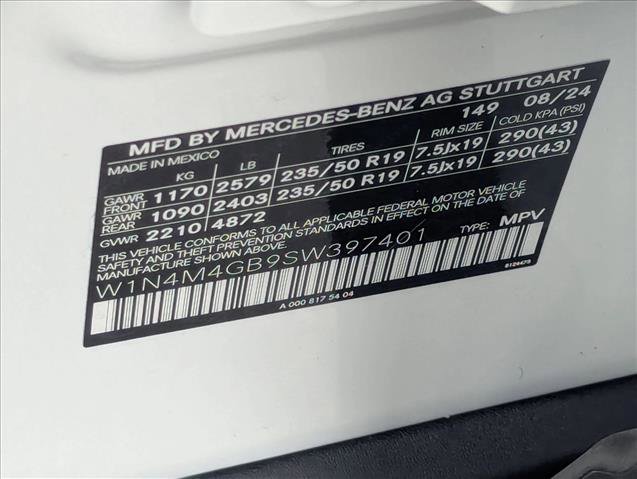 MFD BY MERCEDES-BENZ AG STUTTGART
MADE IN MEXICO 149 08/24
KG LB TIRES RIM SIZE COLD KPA (PSI)
GAWR FRONT 1170 2579 235/50 R19 7.5Jx19 290(43)
GAWR REAR 1090 2403 235/50 R19 7.5Jx19 290(43)
GVWR 2210 4872
THIS VEHICLE CONFORMS TO ALL APPLICABLE FEDERAL MOTOR VEHICLE
SAFETY AND THEFT PREVENTION STANDARDS IN EFFECT ON THE DATE OF
MANUFACTURE SHOWN ABOVE.
W1N4M4GB9SW397401 TYPE: MPV
A 000 817 54 04